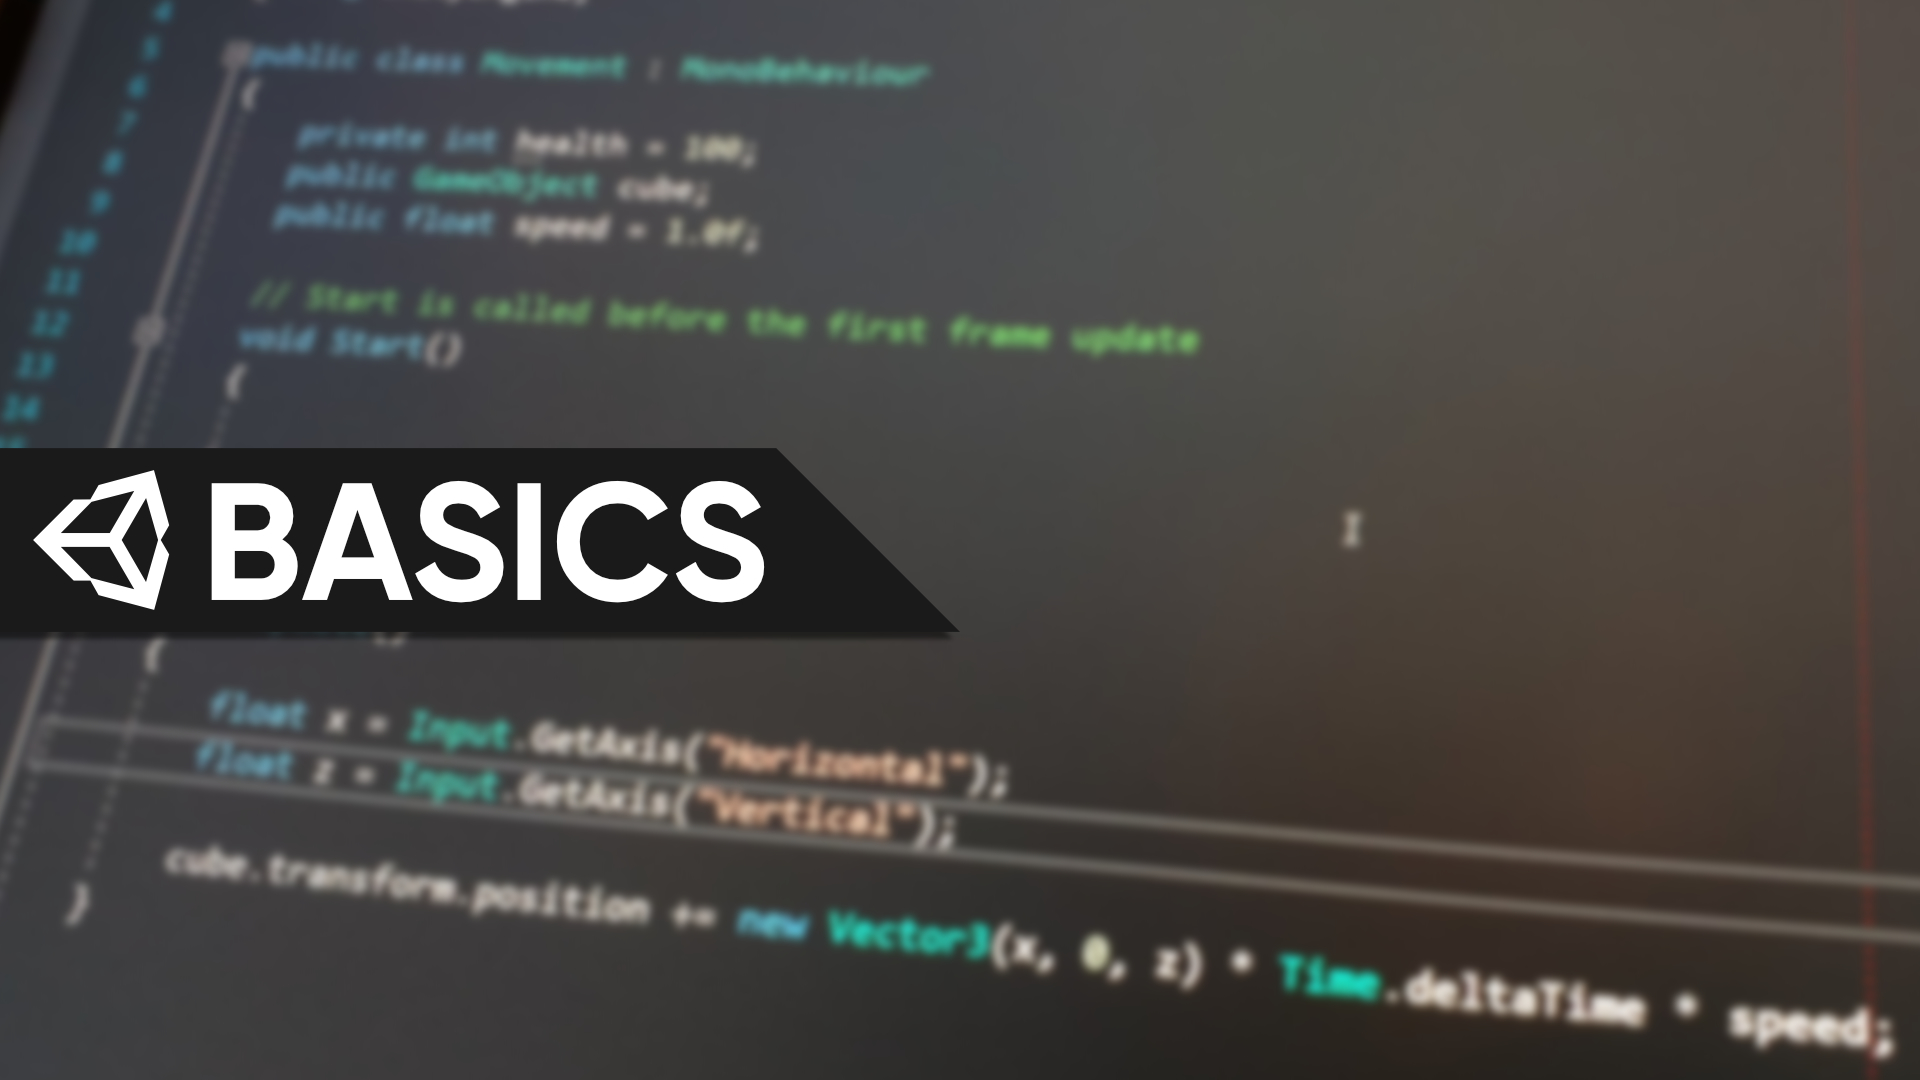 4
5
6
7
8
9
10
11
12
13
14
public class Movement : MonoBehaviour
{
private int health = 100;
public GameObject cube;
public float speed = 1.0f;
// Start is called before the first frame update
void Start()
{
BASICS
{
float x = Input.GetAxis("Horizontal");
float z = Input.GetAxis("Vertical");
cube.transform.position += new Vector3(x, 0, z) * Time.deltaTime * speed;
}